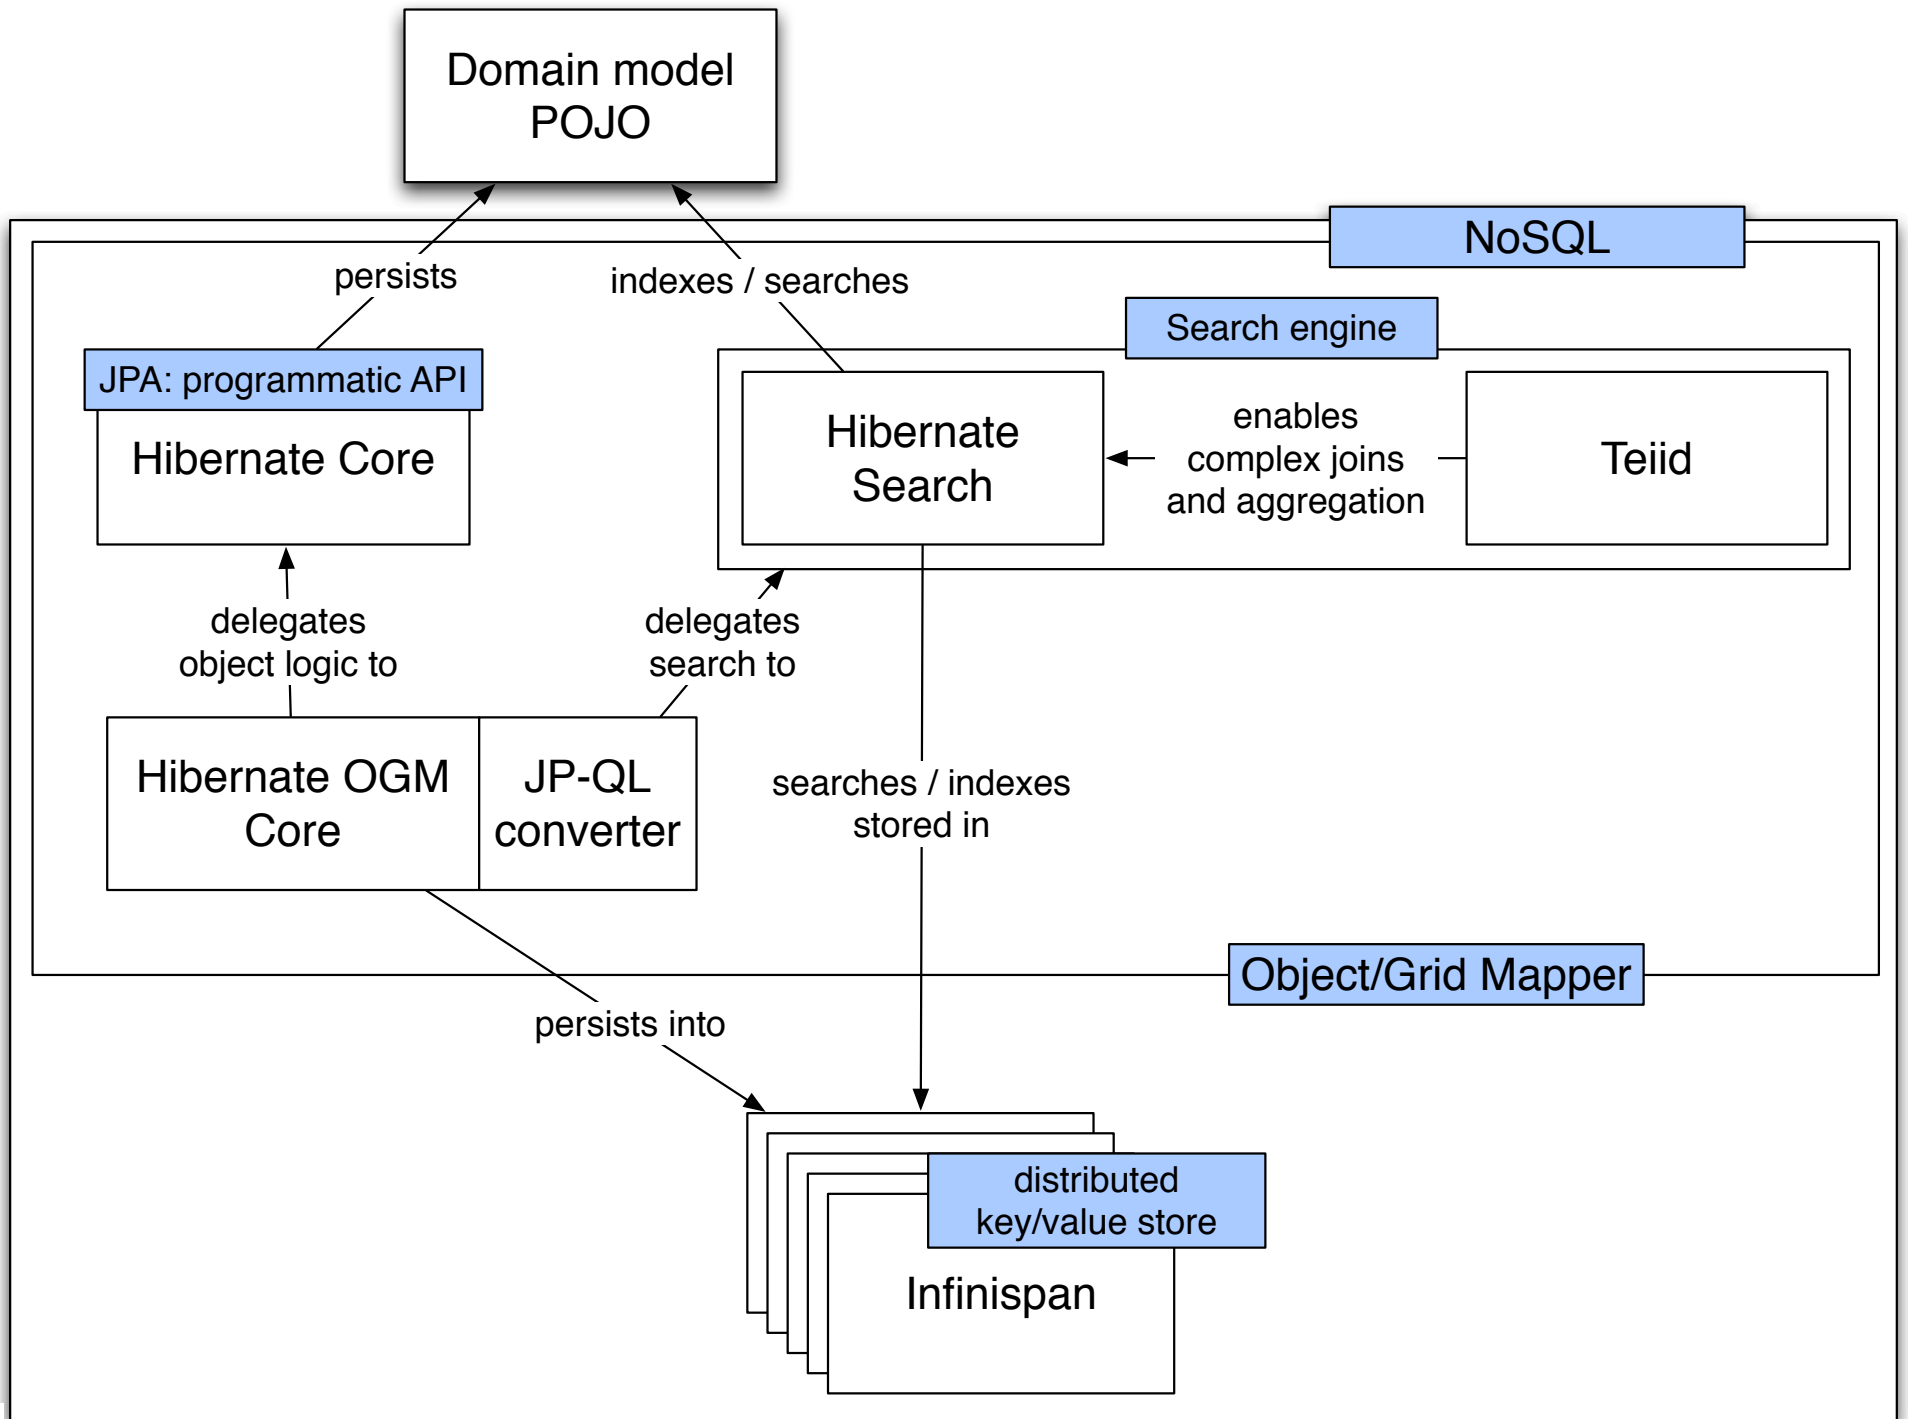 Domain model
POJO
NoSQL
persists
indexes / searches
Search engine
JPA: programmatic API
Hibernate Core
Hibernate
Search
enables
complex joins
and aggregation
Teiid
delegates
object logic to
delegates
search to
Hibernate OGM
Core
JP-QL
converter
searches / indexes
stored in
Object/Grid Mapper
persists into
distributed
key/value store
Infinispan